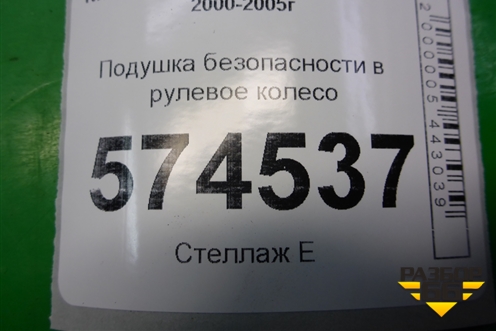 2000-2005г
Подушка безопасности в
рулевое колесо
574537
Стеллаж Е
2000005443039